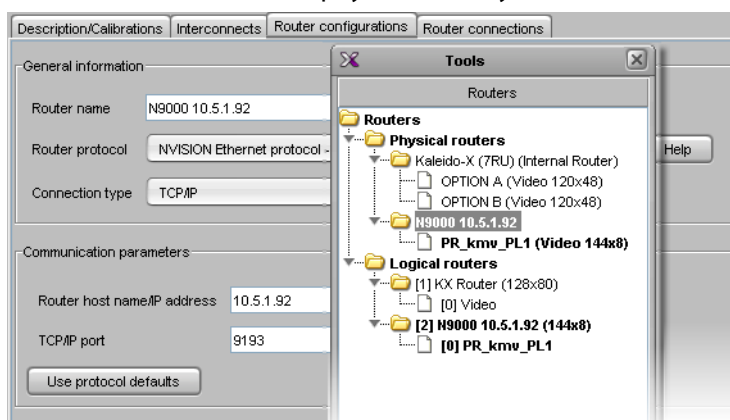 Description/Calibrations Interconnects Router configurations Router connections
General information
Router name N9000 10.5.1.92
Router protocol NVISION Ethernet protocol -
Help
Connection type TCP/IP
Communication parameters
Router host name/IP address 10.5.1.92
TCP/IP port 9193
Use protocol defaults
Tools
Routers
Routers
Physical routers
Kaleido-X (7RU) (Internal Router)
OPTION A (Video 120x48)
OPTION B (Video 120x48)
N9000 10.5.1.92
PR_kmv_PL1 (Video 144x8)
Logical routers
[1] KX Router (128x80)
[0] Video
[2] N9000 10.5.1.92 (144x8)
[0] PR_kmv_PL1